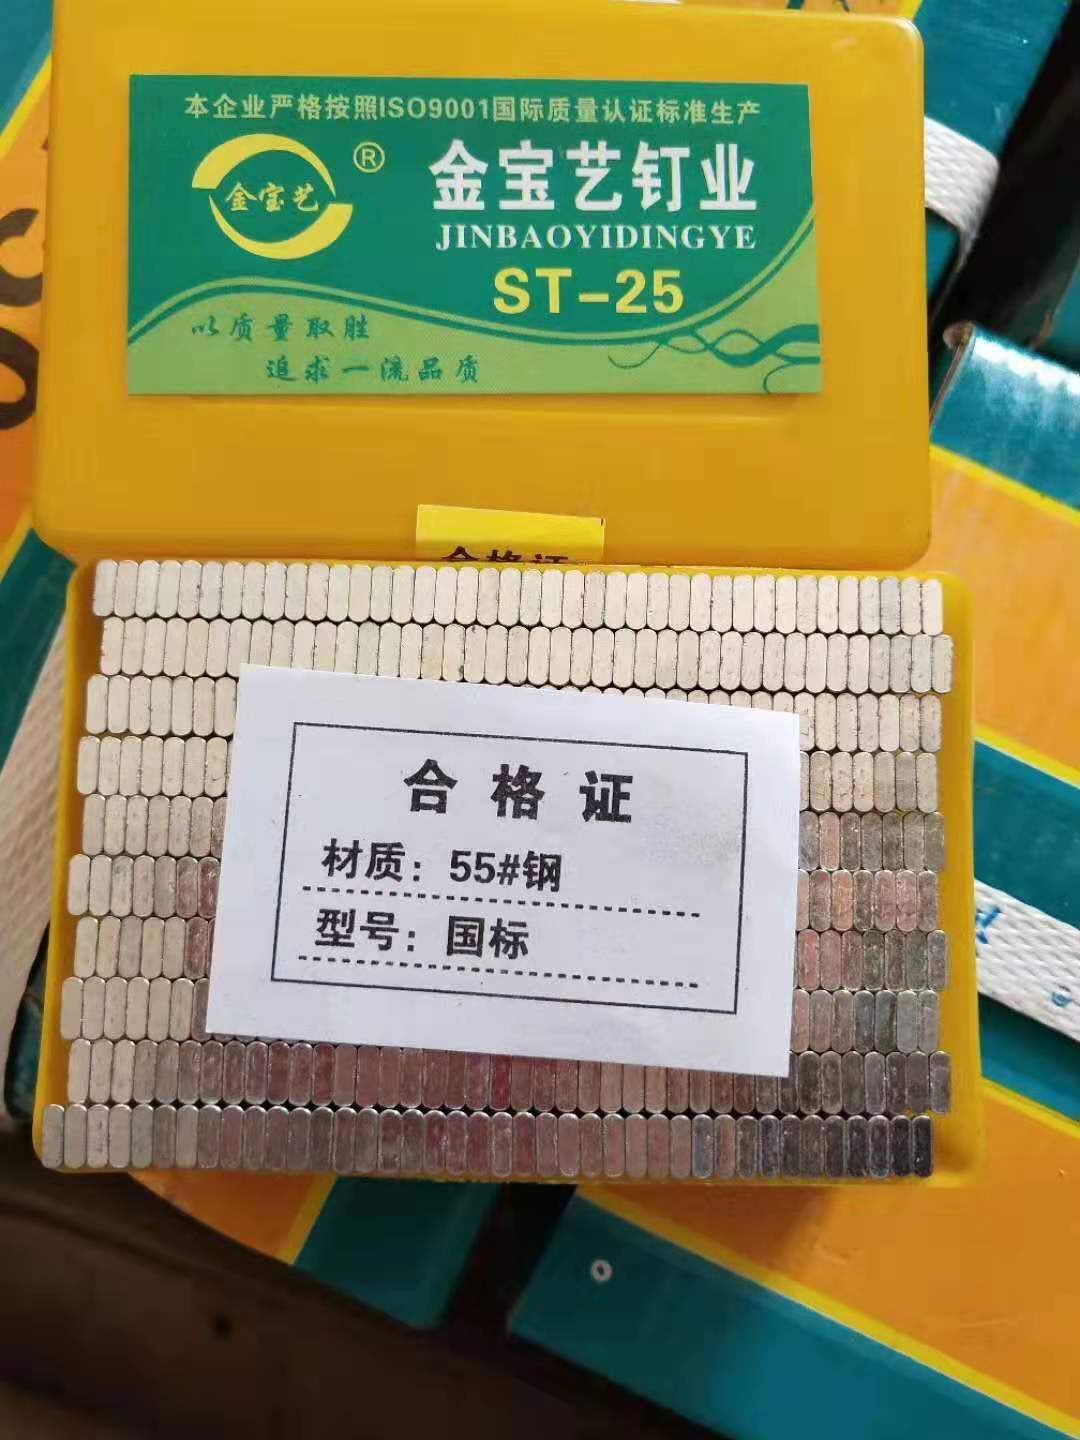 本企业严格按照ISO9001国际质量认证标准生产
金宝艺
®
金宝艺钉业
JINBAOYIDINGYE
ST-25
以质量取胜
追求一流品质
合格证
合格证
材质：55#钢
型号：国标